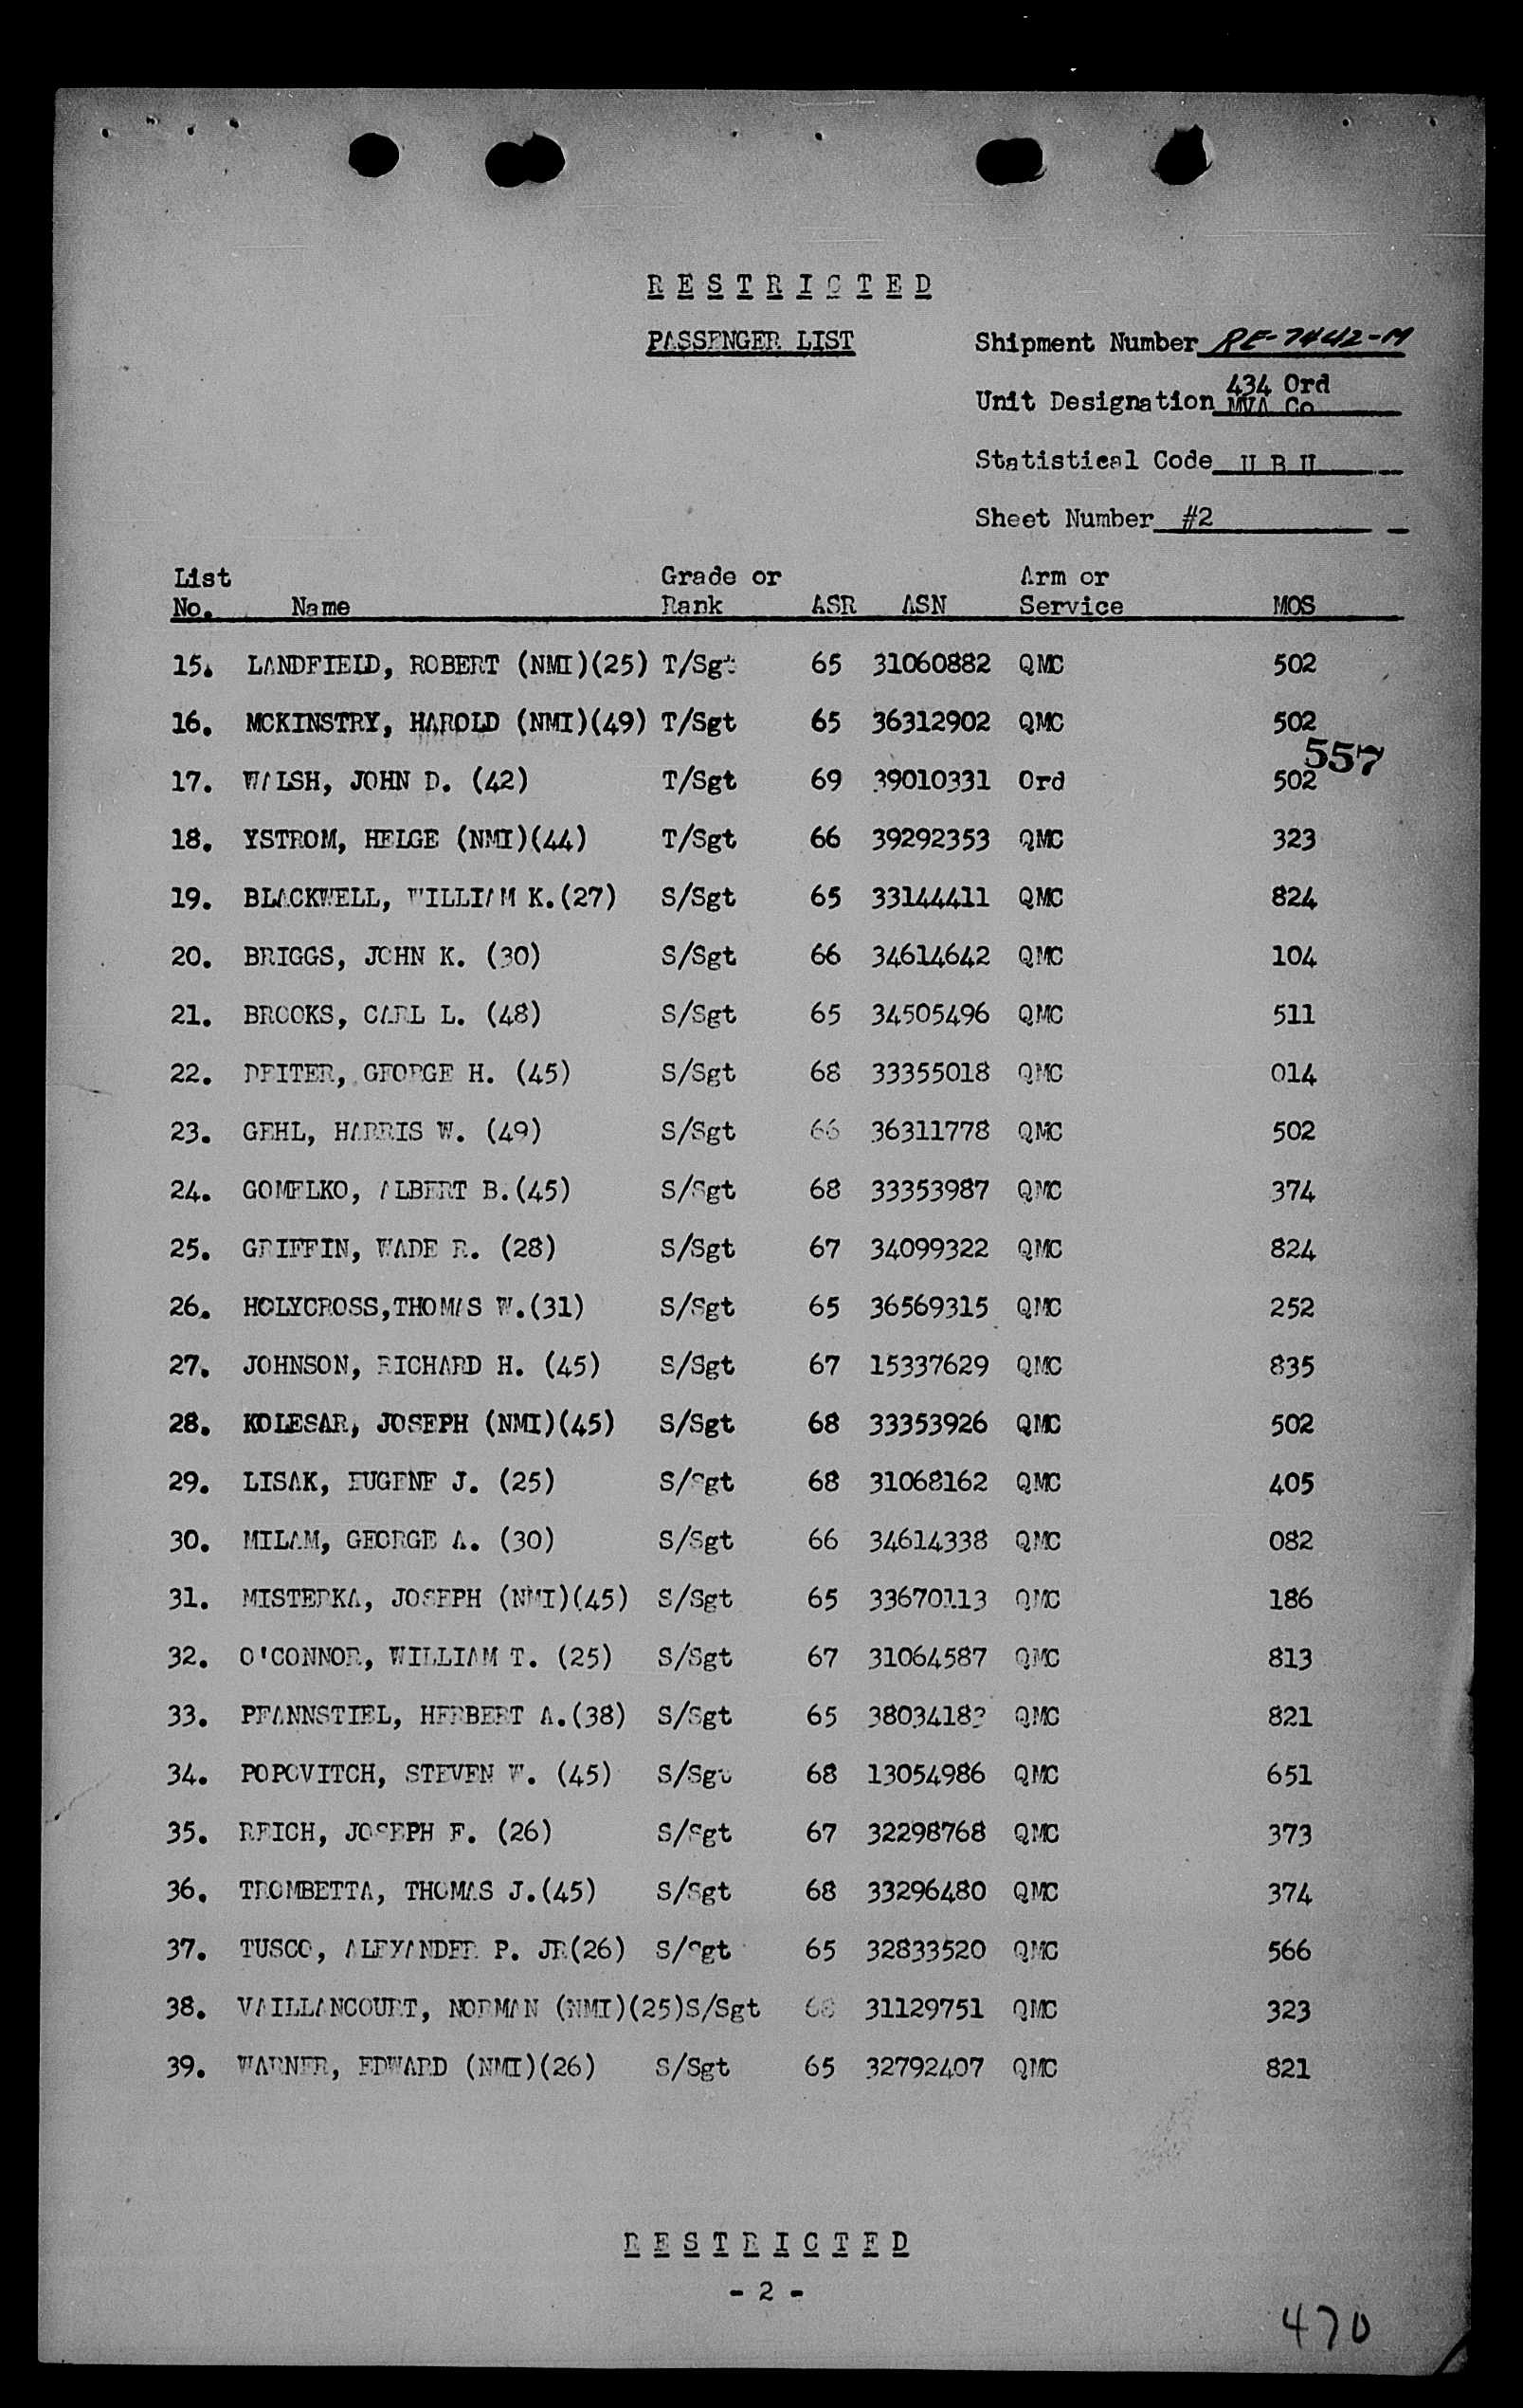 RESTRICTED
PASSENGER LIST
Shipment Number RE-7442-M
434 Ord
Unit Designation MVA Co
Statistical Code U B U
Sheet Number #2
List Grade or Arm or
No. Name Rank ASR ASN Service MOS
15. LANDFIELD, ROBERT (NMI)(25) T/Sgt 65 31060882 QMC 502
16. MCKINSTRY, HAROLD (NMI)(49) T/Sgt 65 36312902 QMC 502
557
17. WALSH, JOHN D. (42) T/Sgt 69 39010331 Ord 502
18. YSTROM, HELGE (NMI)(44) T/Sgt 66 39292353 QMC 323
19. BLACKWELL, WILLIAM K.(27) S/Sgt 65 33144411 QMC 824
20. BRIGGS, JOHN K. (30) S/Sgt 66 34614642 QMC 104
21. BROOKS, CARL L. (48) S/Sgt 65 34505496 QMC 511
22. DEITER, GEORGE H. (45) S/Sgt 68 33355018 QMC 014
23. GEHL, HARRIS W. (49) S/Sgt 66 36311778 QMC 502
24. GOMELKO, ALBERT B.(45) S/Sgt 68 33353987 QMC 374
25. GRIFFIN, WADE R. (28) S/Sgt 67 34099322 QMC 824
26. HOLYCROSS,THOMAS W.(31) S/Sgt 65 36569315 QMC 252
27. JOHNSON, RICHARD H. (45) S/Sgt 67 15337629 QMC 835
28. KOLESAR, JOSEPH (NMI)(45) S/Sgt 68 33353926 QMC 502
29. LISAK, EUGENE J. (25) S/Sgt 68 31068162 QMC 405
30. MILAM, GEORGE A. (30) S/Sgt 66 34614338 QMC 082
31. MISTERKA, JOSEPH (NMI)(45) S/Sgt 65 33670113 QMC 186
32. O'CONNOR, WILLIAM T. (25) S/Sgt 67 31064587 QMC 813
33. PFANNSTIEL, HERBERT A.(38) S/Sgt 65 QMC 821
34. POPOVITCH, STEVEN W. (45) S/Sgt 68 13054986 QMC 651
35. REICH, JOSEPH F. (26) S/Sgt 67 32298768 QMC 373
36. TROMBETTA, THOMAS J.(45) S/Sgt 68 33296480 QMC 374
37. TUSCO, ALEXANDER P. JR(26) S/Sgt 65 32833520 QMC 566
38. VAILLANCOURT, NORMAN (NMI)(25)S/Sgt 31129751 QMC 323
39. WARNER, EDWARD (NMI)(26) S/Sgt 65 32792407 QMC 821
RESTRICTED
- 2 -
470